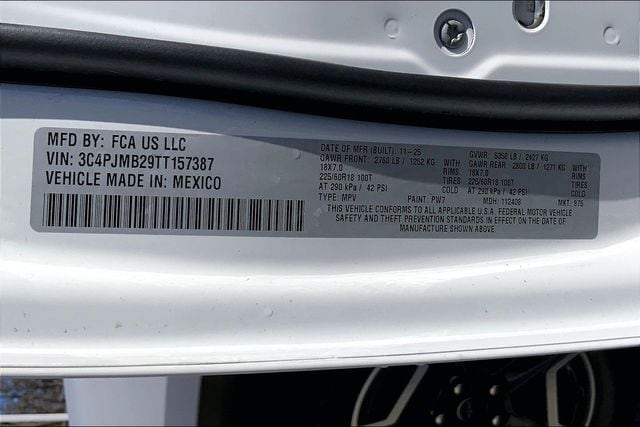 MFD BY: FCA US LLC
VIN: 3C4PJMB29TT157387
VEHICLE MADE IN: MEXICO
DATE OF MFR (BUILT): 11-25 GVWR: 5350 LB / 2427 KG
GAWR FRONT: 2760 LB / 1252 KG WITH GAWR REAR: 2800 LB / 1271 KG WITH
18X7.0 RIMS 18X7.0 RIMS
225/60R18 100T TIRES 225/60R18 100T TIRES
AT 290 kPa / 42 PSI COLD AT 290 kPa / 42 PSI COLD
TYPE: MPV PAINT: PW7 MDH: 112408 MKT: 975
THIS VEHICLE CONFORMS TO ALL APPLICABLE U.S.A. FEDERAL MOTOR VEHICLE
SAFETY AND THEFT PREVENTION STANDARDS IN EFFECT ON THE DATE OF
MANUFACTURE SHOWN ABOVE.